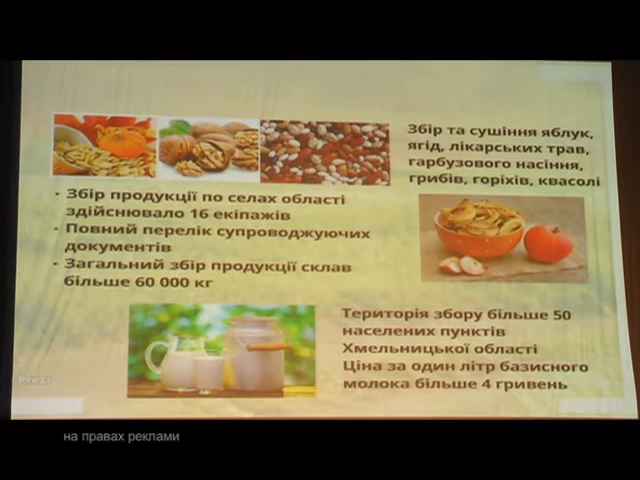 Збір та сушіння яблук,
ягід, лікарських трав,
гарбузового насіння,
грибів, горіхів, квасолі
- Збір продукції по селах області
здійснювало 16 екіпажів
- Повний перелік супроводжуючих
документів
- Загальний збір продукції склав
більше 60 000 кг
Територія збору більше 50
населених пунктів
Хмельницької області
Ціна за один літр базисного
молока більше 4 гривень
Prezi
на правах реклами